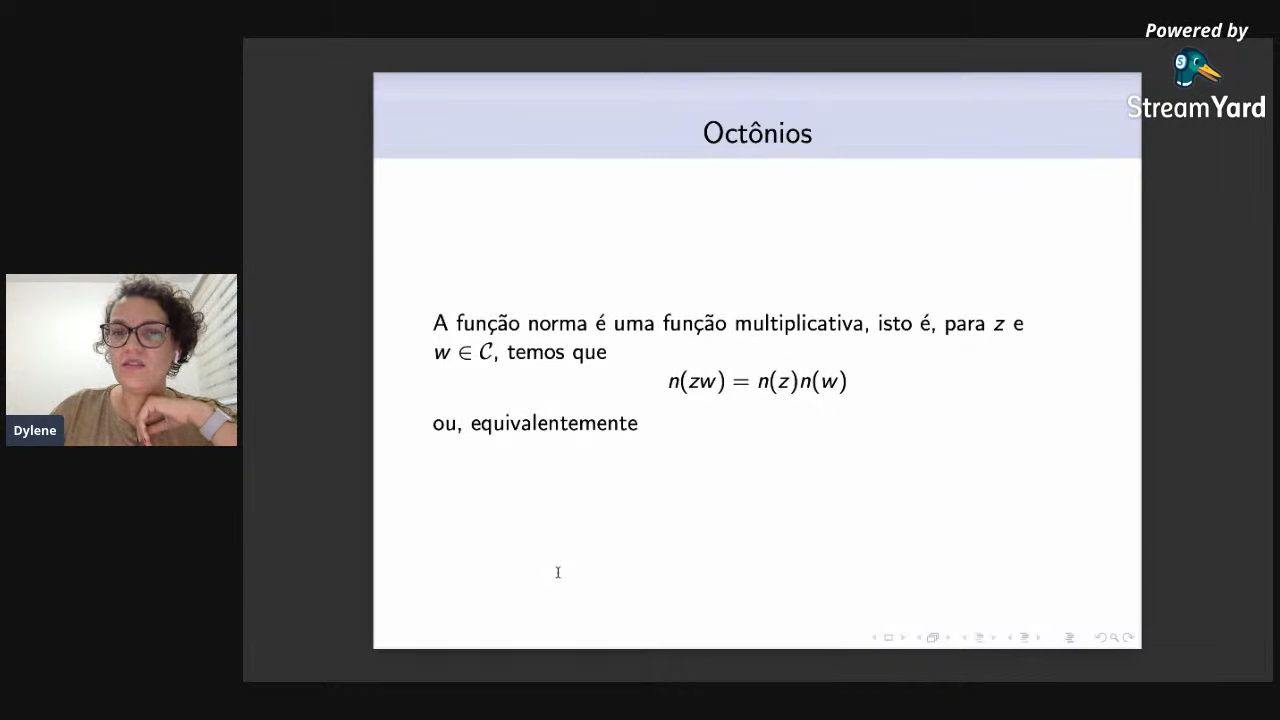 Powered by
StreamYard
Octônios
A função norma é uma função multiplicativa, isto é, para z e
w ∈ 𝒞, temos que
n(zw) = n(z)n(w)
ou, equivalentemente
Dylene